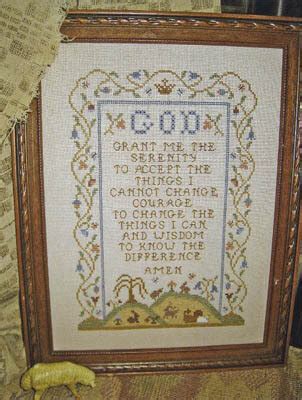 GOD
GRANT ME THE
SERENITY
TO ACCEPT THE
THINGS I
CANNOT CHANGE
COURAGE
TO CHANGE THE
THINGS I CAN
AND WISDOM
TO KNOW THE
DIFFERENCE
AMEN